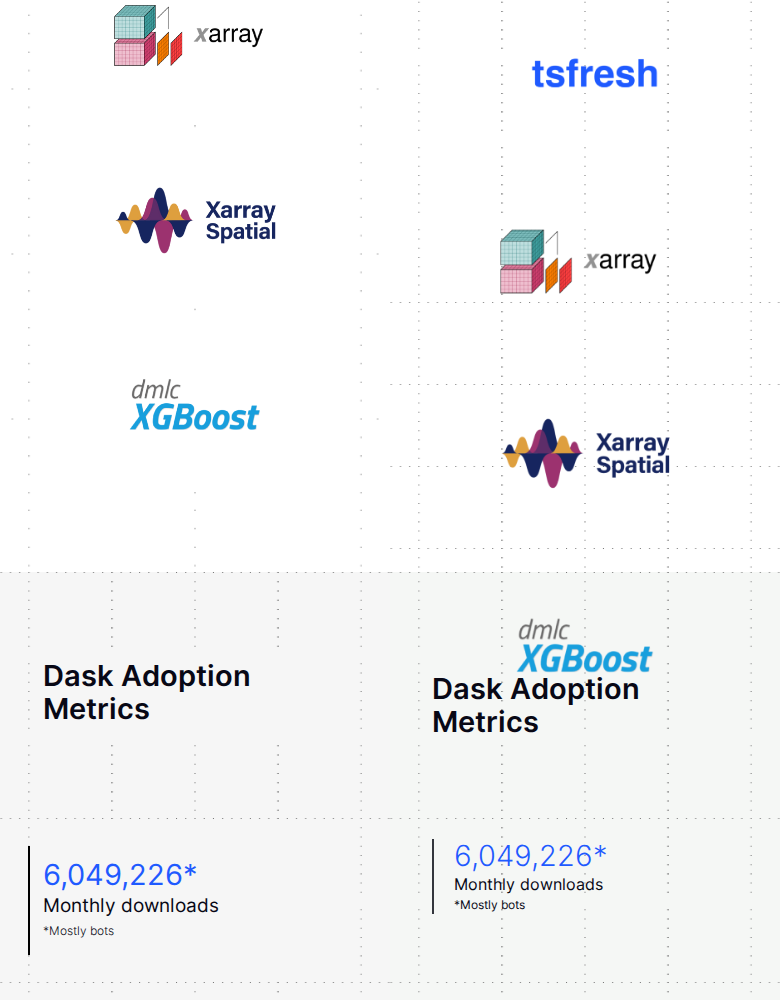 xarray
Xarray
Spatial
dmlc
XGBoost
Dask Adoption
Metrics
6,049,226*
Monthly downloads
*Mostly bots
tsfresh
xarray
Xarray
Spatial
dmlc
XGBoost
Dask Adoption
Metrics
6,049,226*
Monthly downloads
*Mostly bots